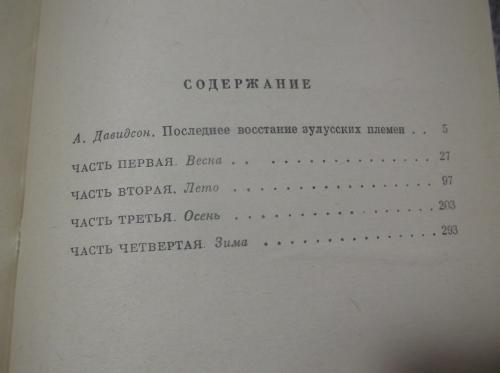 СОДЕРЖАНИЕ
А. Давидсон. Последнее восстание зулусских племен . . 5
ЧАСТЬ ПЕРВАЯ. Весна . . . . . . . . . . . . . 27
ЧАСТЬ ВТОРАЯ. Лето . . . . . . . . . . . . . 97
ЧАСТЬ ТРЕТЬЯ. Осень . . . . . . . . . . . . . 203
ЧАСТЬ ЧЕТВЕРТАЯ. Зима . . . . . . . . . . . 293